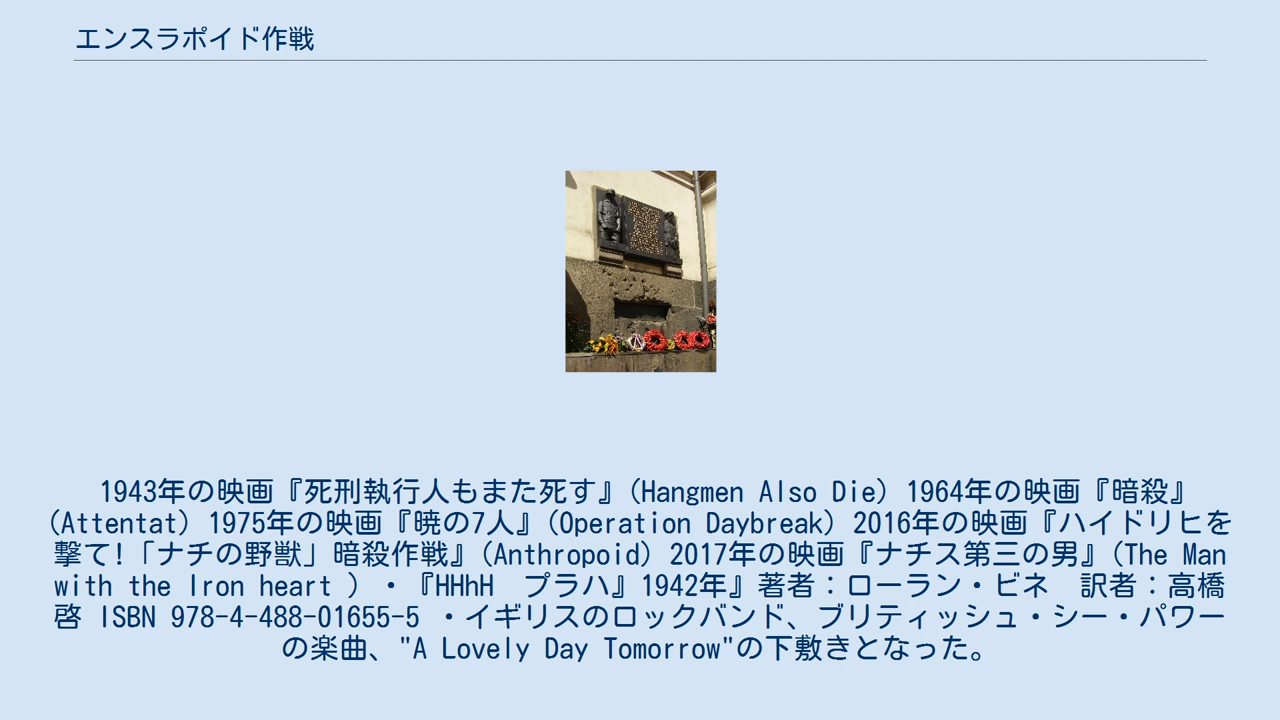 エンスラポイド作戦
1943年の映画『死刑執行人もまた死す』（Hangmen Also Die） 1964年の映画『暗殺』
（Attentat） 1975年の映画『暁の7人』（Operation Daybreak） 2016年の映画『ハイドリヒを
撃て!「ナチの野獣」暗殺作戦』（Anthropoid） 2017年の映画『ナチス第三の男』（The Man
with the Iron heart ） ・『HHhH　プラハ』1942年』著者：ローラン・ビネ　訳者：高橋
啓 ISBN 978-4-488-01655-5 ・イギリスのロックバンド、ブリティッシュ・シー・パワー
の楽曲、"A Lovely Day Tomorrow"の下敷きとなった。